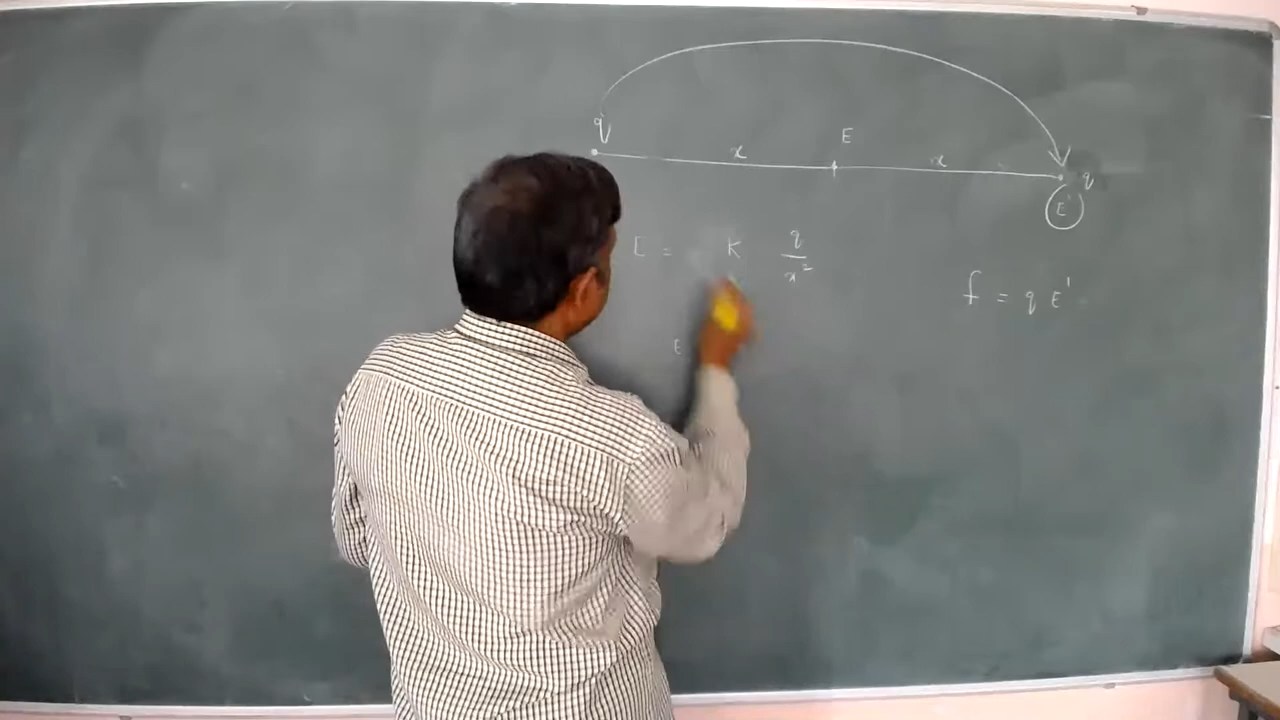 q x E x q
E'
E = K q/x²
f = q E'
E